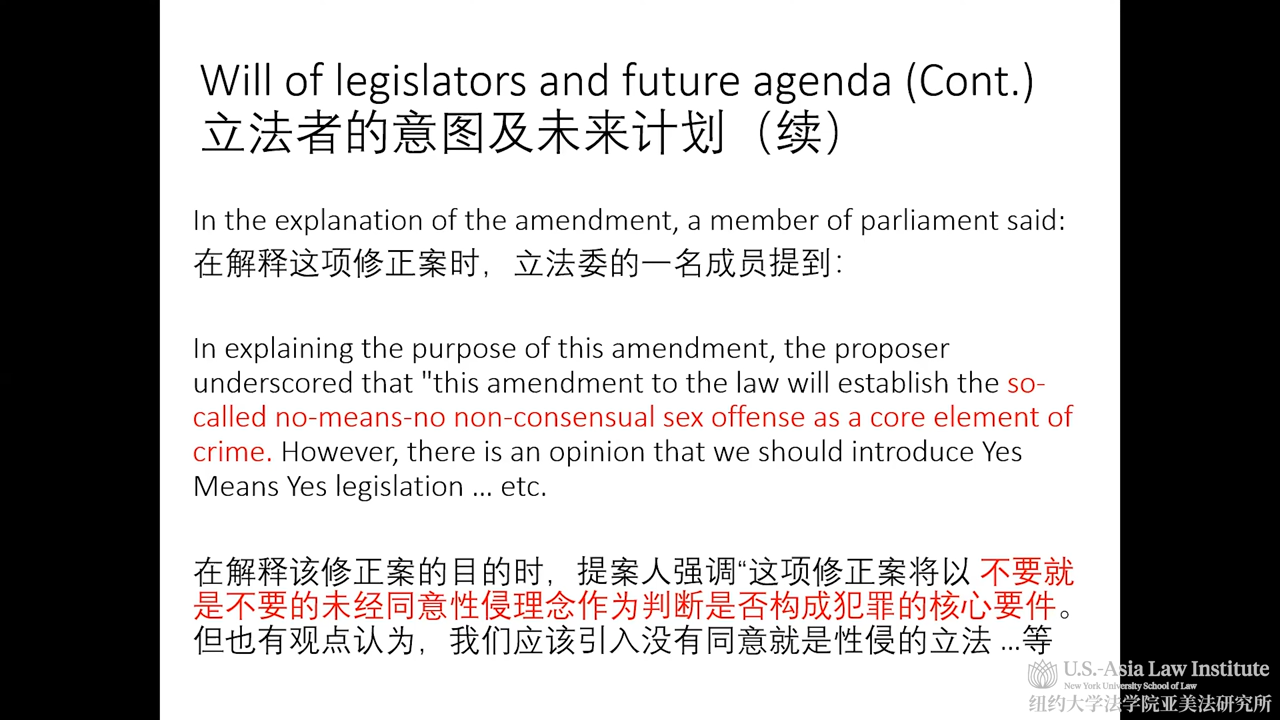 Will of legislators and future agenda (Cont.)
立法者的意图及未来计划（续）
In the explanation of the amendment, a member of parliament said:
在解释这项修正案时，立法委的一名成员提到：
In explaining the purpose of this amendment, the proposer
underscored that "this amendment to the law will establish the so-
called no-means-no non-consensual sex offense as a core element of
crime. However, there is an opinion that we should introduce Yes
Means Yes legislation ... etc.
在解释该修正案的目的时，提案人强调“这项修正案将以 不要就
是不要的未经同意性侵理念作为判断是否构成犯罪的核心要件。
但也有观点认为，我们应该引入没有同意就是性侵的立法 ...等
U.S.-Asia Law Institute
New York University School of Law
纽约大学法学院亚美法研究所